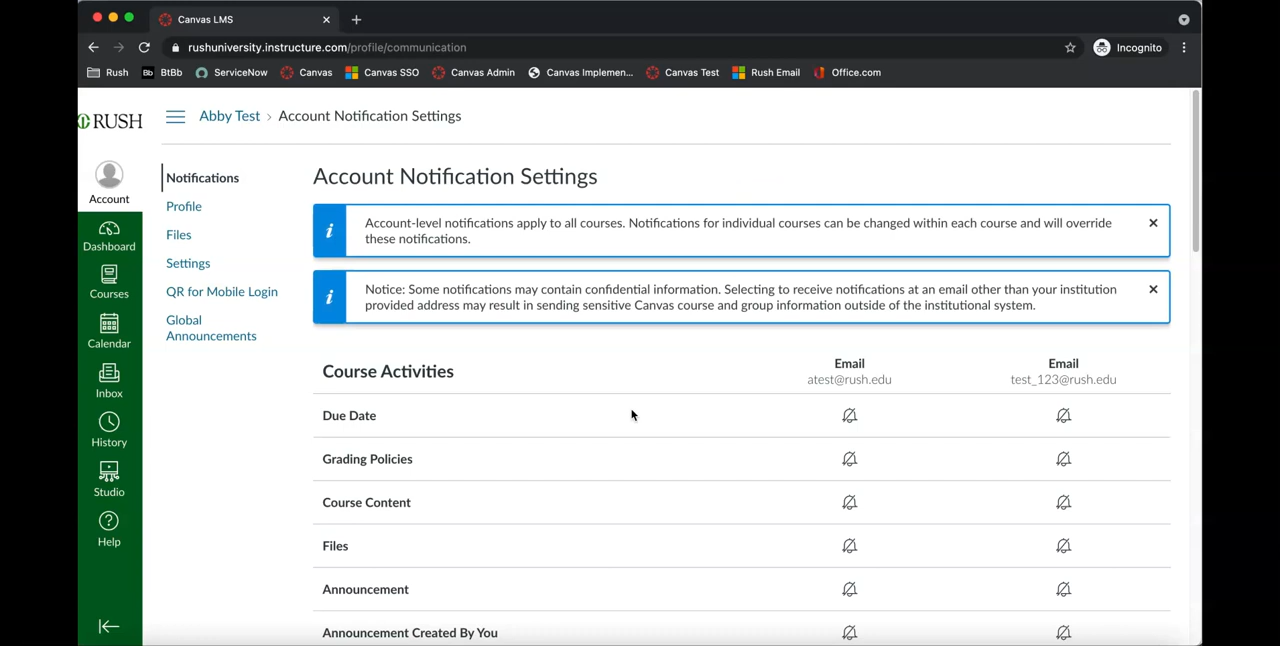 Canvas LMS
rushuniversity.instructure.com/profile/communication
Incognito
Rush
Bb BtBb
ServiceNow
Canvas
Canvas SSO
Canvas Admin
Canvas Implemen...
Canvas Test
Rush Email
Office.com
RUSH
Abby Test › Account Notification Settings
Account
Dashboard
Courses
Calendar
Inbox
History
Studio
Help
Notifications
Profile
Files
Settings
QR for Mobile Login
Global
Announcements
Account Notification Settings
i
Account-level notifications apply to all courses. Notifications for individual courses can be changed within each course and will override
these notifications.
i
Notice: Some notifications may contain confidential information. Selecting to receive notifications at an email other than your institution
provided address may result in sending sensitive Canvas course and group information outside of the institutional system.
Course Activities
Email
atest@rush.edu
Email
test_123@rush.edu
Due Date
Grading Policies
Course Content
Files
Announcement
Announcement Created By You